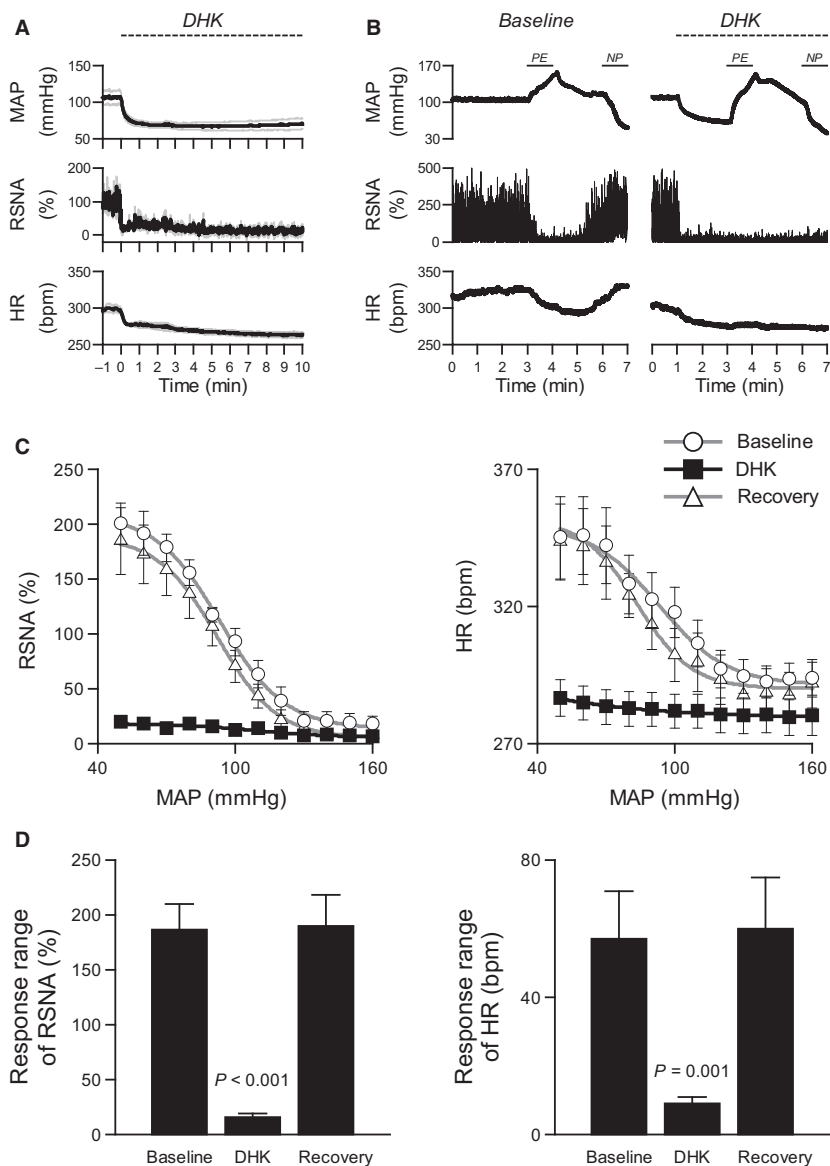 A
DHK
MAP
(mmHg)
150
100
50
RSNA
(%)
200
100
0
HR
(bpm)
350
300
250
–1 0 1 2 3 4 5 6 7 8 9 10
Time (min)
B
Baseline
DHK
PE
NP
PE
NP
MAP
(mmHg)
170
100
30
RSNA
(%)
500
250
0
HR
(bpm)
350
300
250
0 1 2 3 4 5 6 7
Time (min)
0 1 2 3 4 5 6 7
Time (min)
C
RSNA (%)
250
200
150
100
50
0
40 100 160
MAP (mmHg)
HR (bpm)
370
320
270
40 100 160
MAP (mmHg)
Baseline
DHK
Recovery
D
Response range
of RSNA (%)
250
200
150
100
50
0
P < 0.001
Baseline DHK Recovery
Response range
of HR (bpm)
80
60
40
20
0
P = 0.001
Baseline DHK Recovery